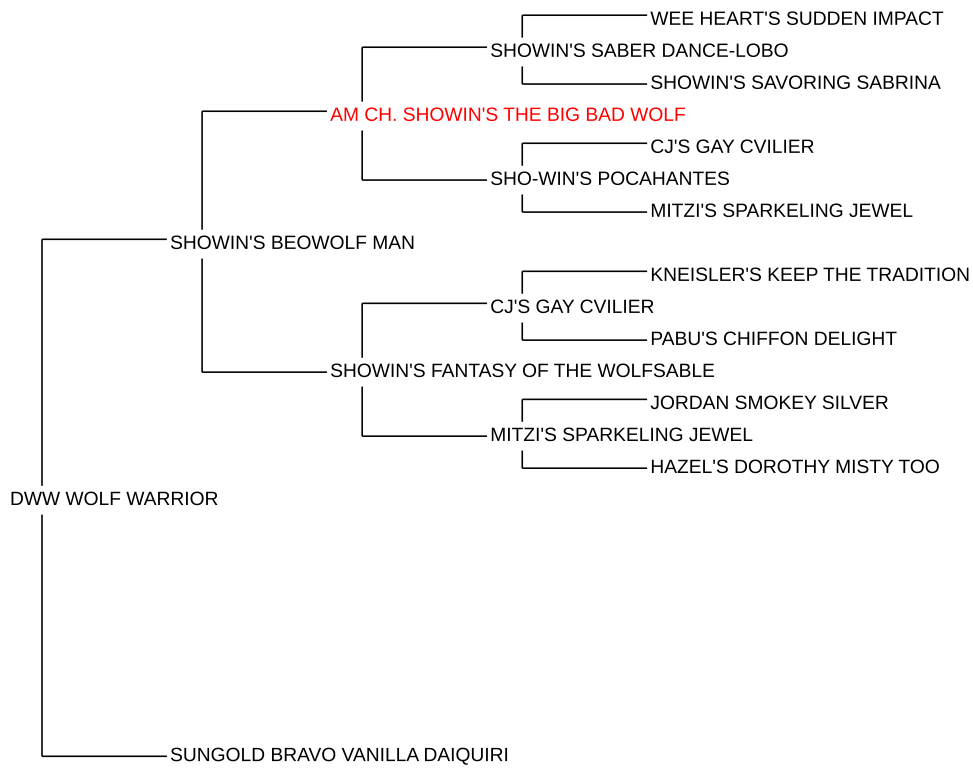 WEE HEART'S SUDDEN IMPACT
SHOWIN'S SABER DANCE-LOBO
SHOWIN'S SAVORING SABRINA
AM CH. SHOWIN'S THE BIG BAD WOLF
CJ'S GAY CVILIER
SHO-WIN'S POCAHANTES
MITZI'S SPARKELING JEWEL
SHOWIN'S BEOWOLF MAN
KNEISLER'S KEEP THE TRADITION
CJ'S GAY CVILIER
PABU'S CHIFFON DELIGHT
SHOWIN'S FANTASY OF THE WOLFSABLE
JORDAN SMOKEY SILVER
MITZI'S SPARKELING JEWEL
HAZEL'S DOROTHY MISTY TOO
DWW WOLF WARRIOR
SUNGOLD BRAVO VANILLA DAIQUIRI